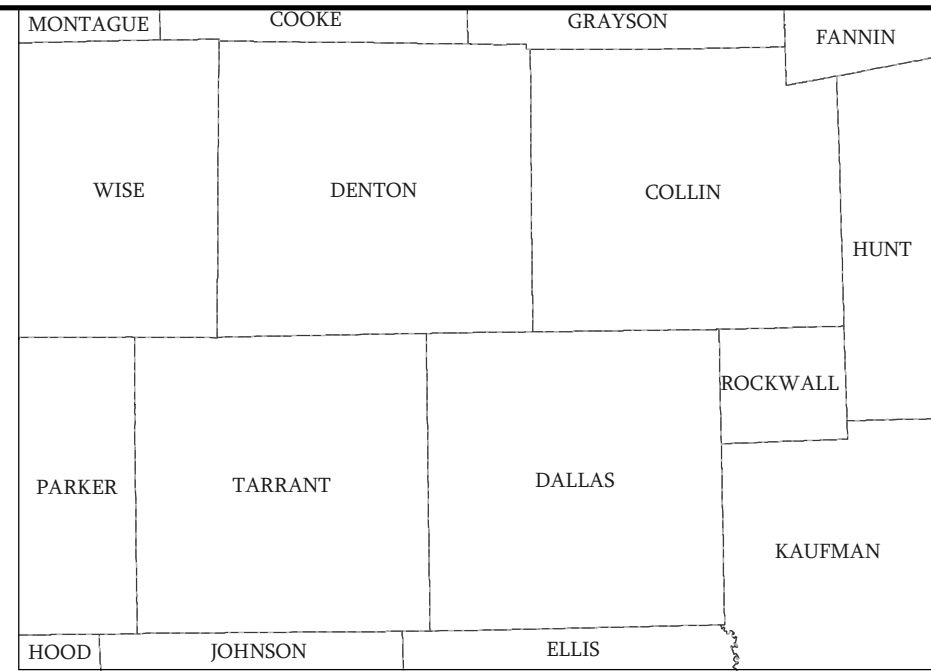 MONTAGUE
COOKE
GRAYSON
FANNIN
WISE
DENTON
COLLIN
HUNT
ROCKWALL
PARKER
TARRANT
DALLAS
KAUFMAN
HOOD
JOHNSON
ELLIS